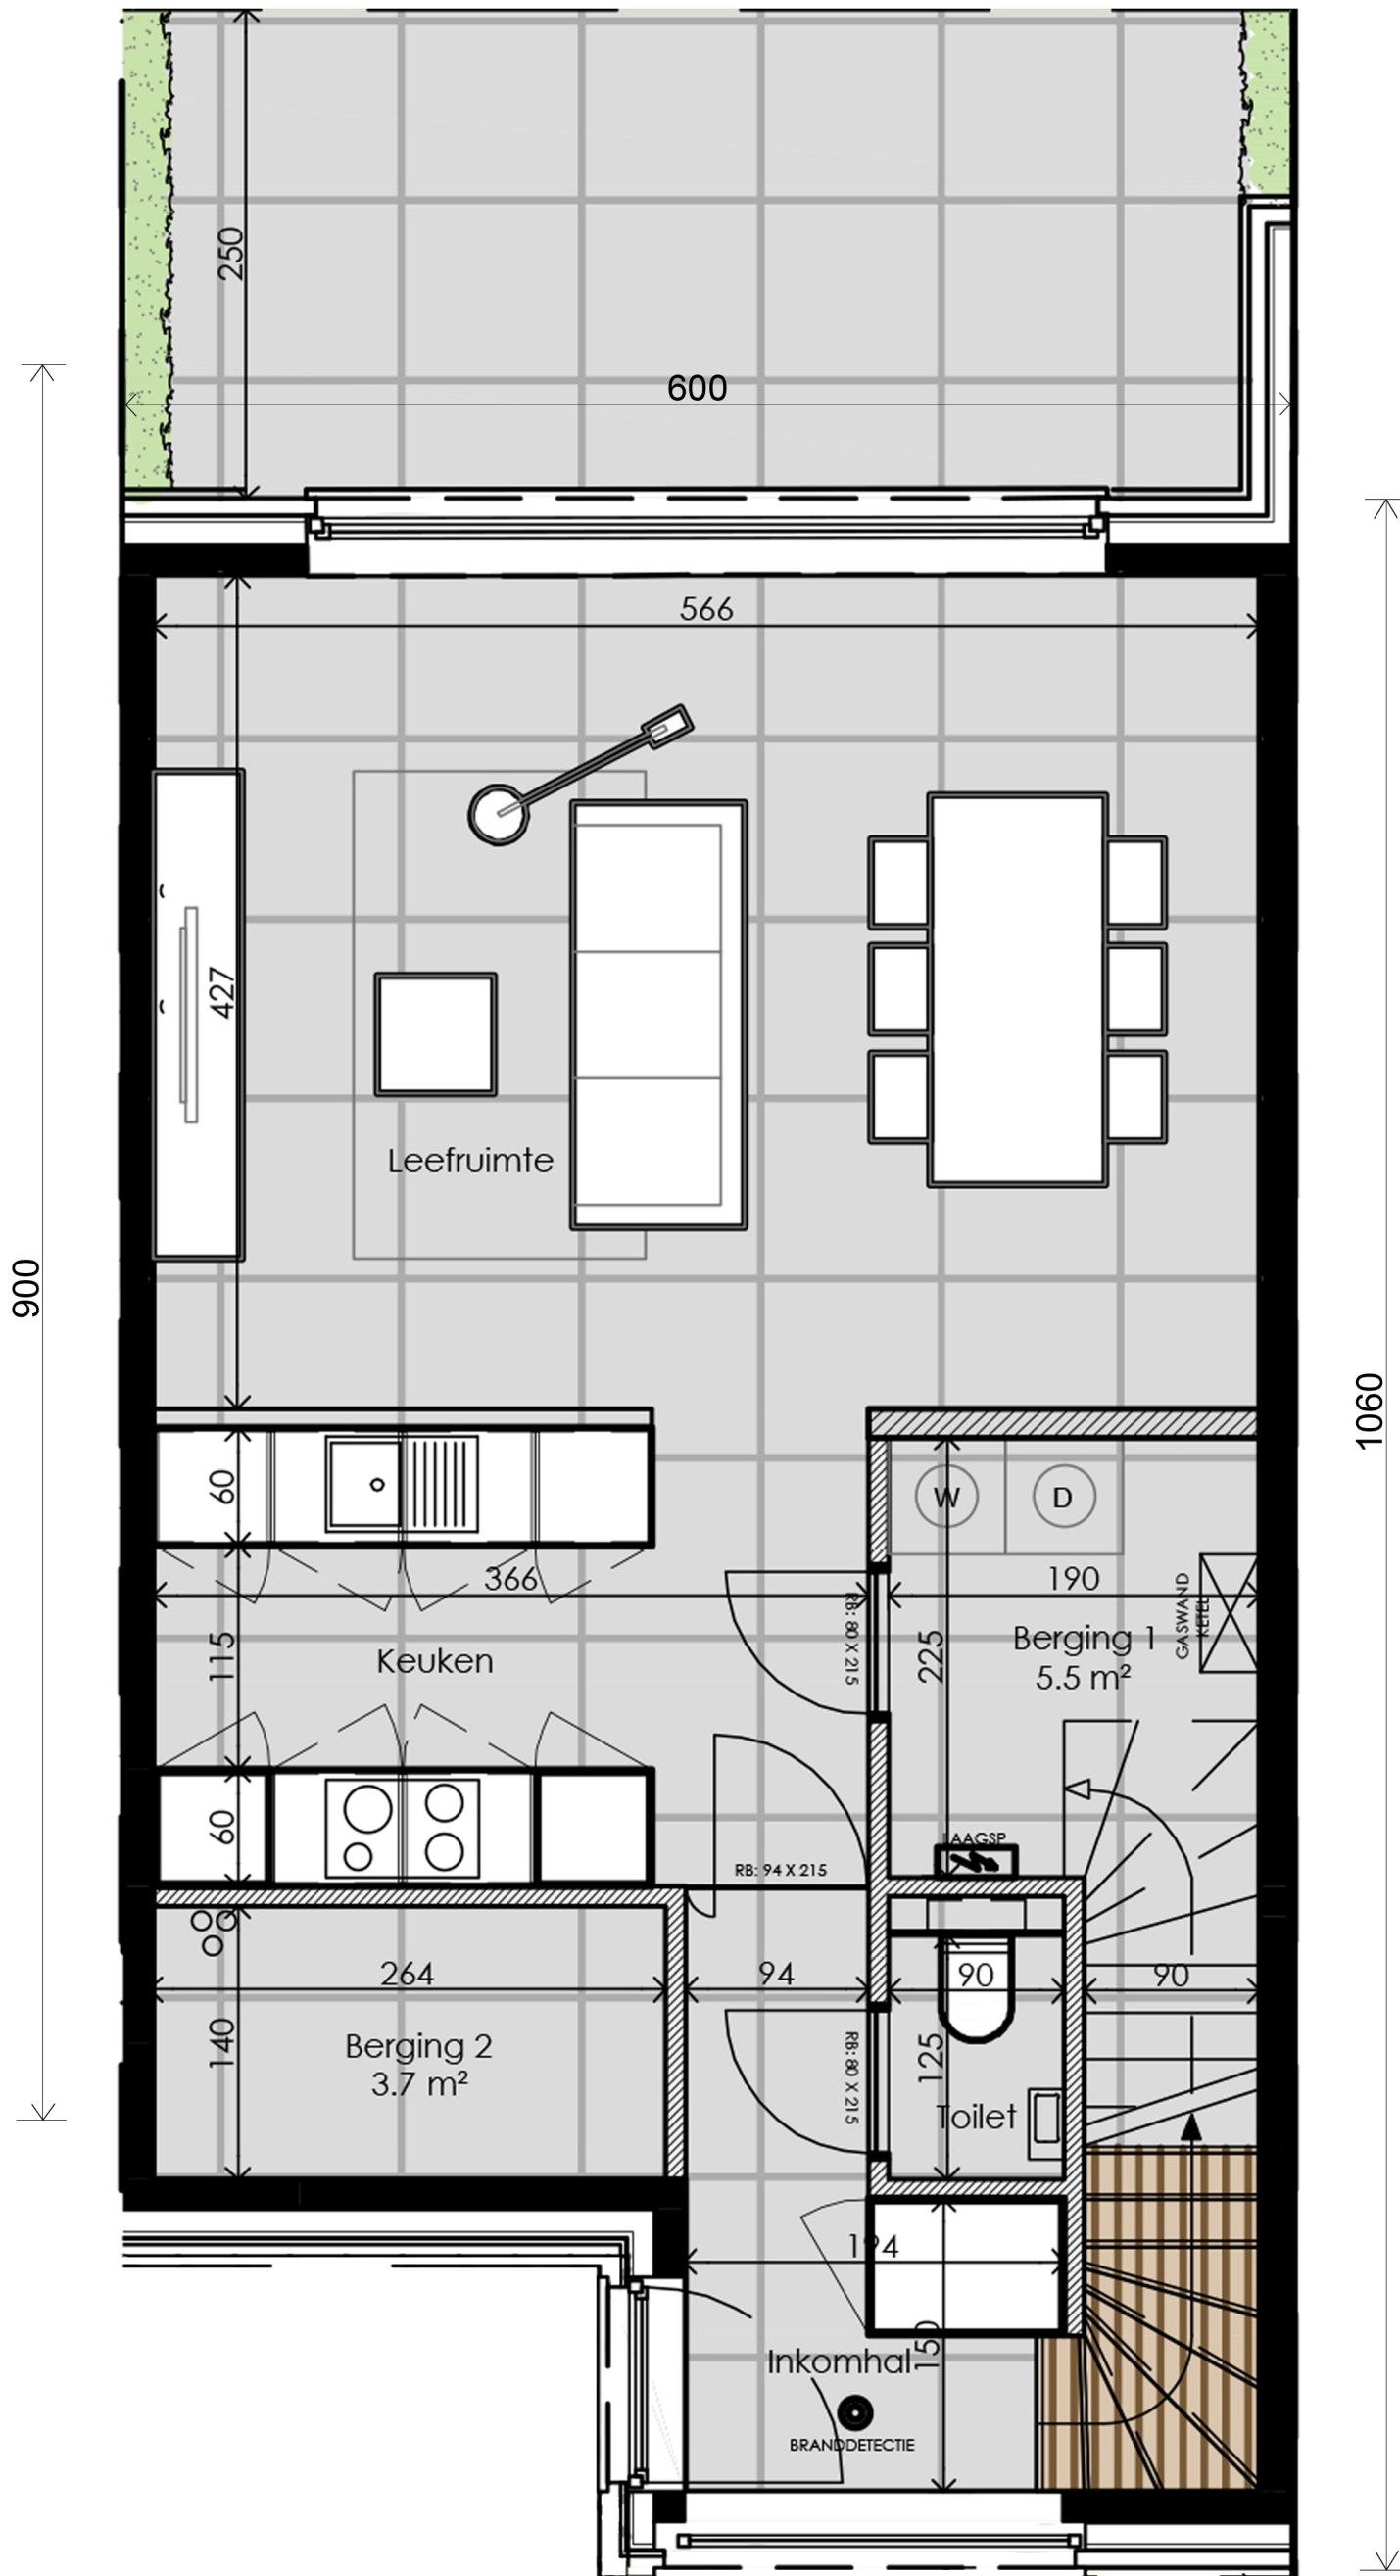 250
600
566
427
Leefruimte
900
1060
60
W
D
366
190
RB: 80 X 215
GASWAND
KETEL
115
225
Berging 1
5.5 m²
Keuken
60
LAAGSP
RB: 94 X 215
264
94
90
90
140
Berging 2
3.7 m²
RB: 80 X 215
125
Toilet
194
150
Inkomhal
BRANDDETECTIE